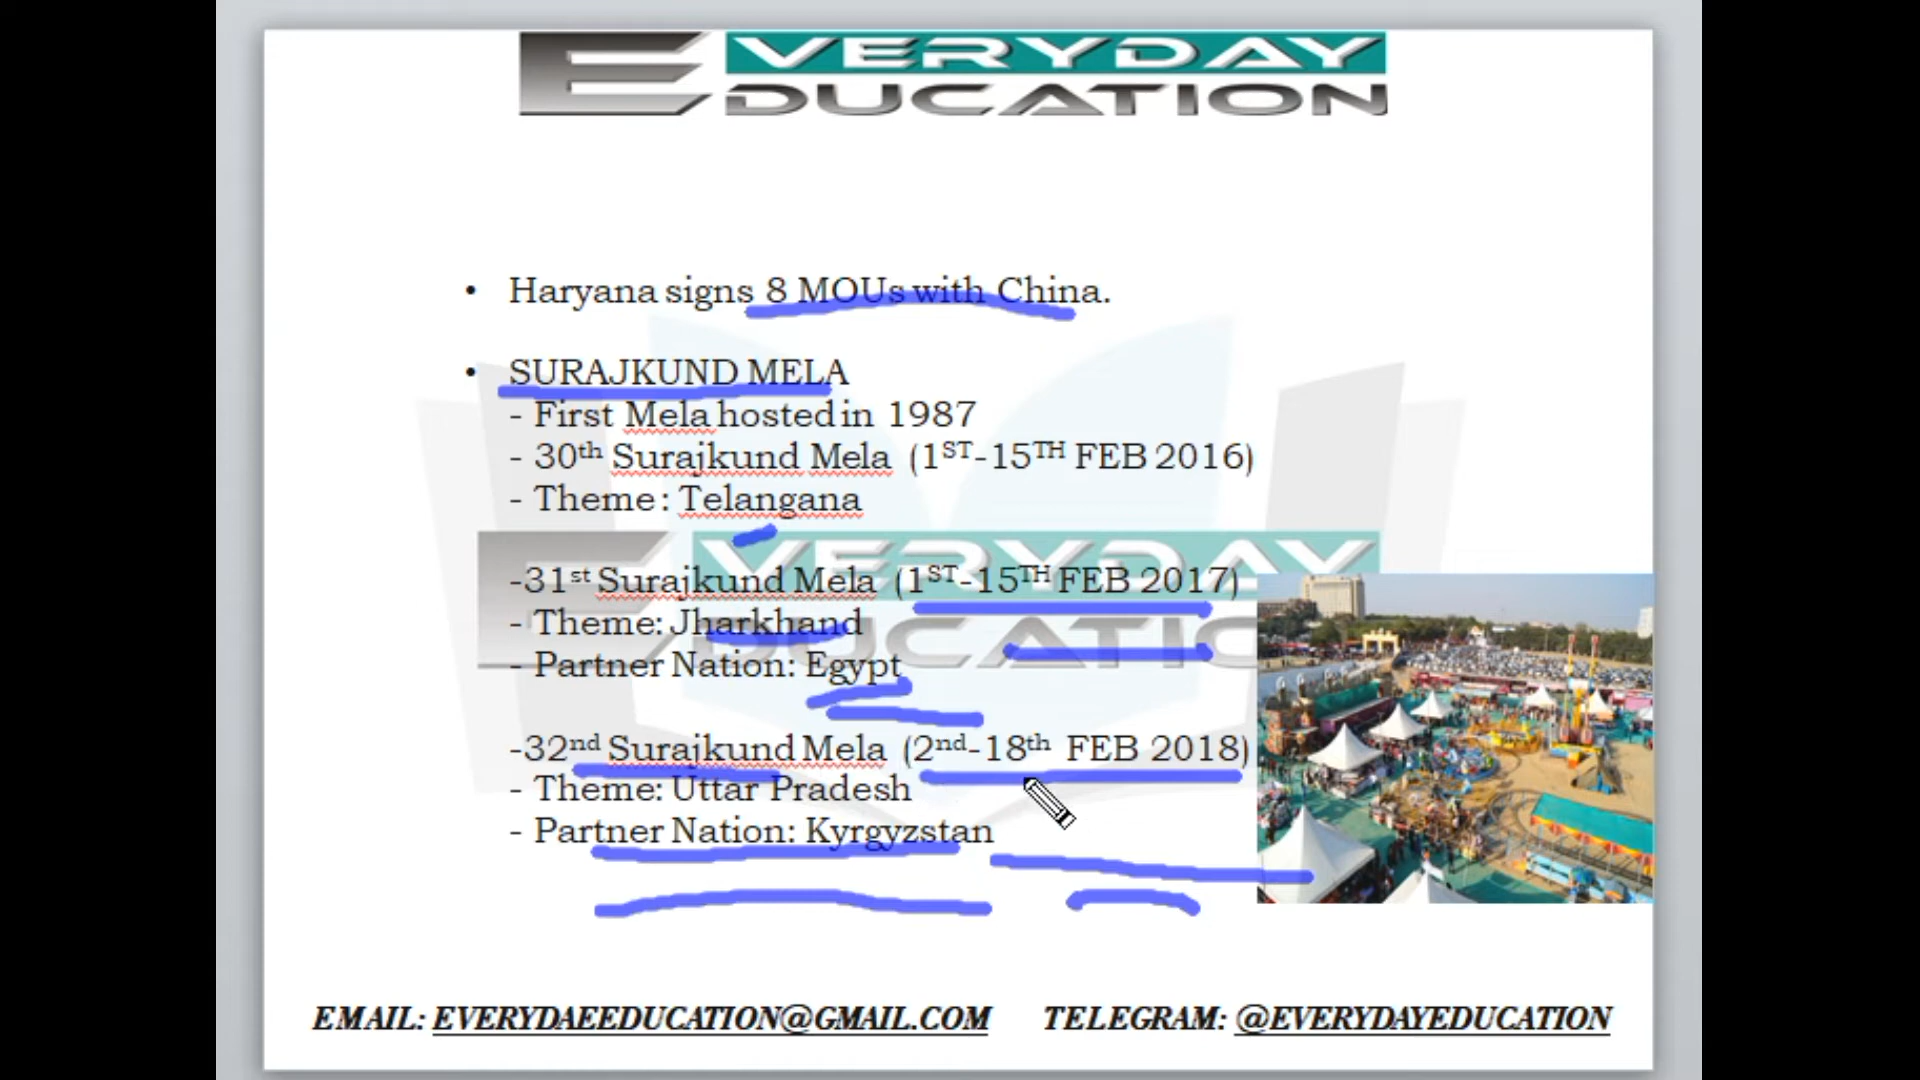 EVERYDAY
EDUCATION
• Haryana signs 8 MOUs with China.
• SURAJKUND MELA
- First Mela hosted in 1987
- 30th Surajkund Mela (1ST-15TH FEB 2016)
- Theme : Telangana
EVERYDAY
-31st Surajkund Mela (1ST-15TH FEB 2017)
- Theme: Jharkhand
EDUCATION
- Partner Nation: Egypt
-32nd Surajkund Mela (2nd-18th FEB 2018)
- Theme: Uttar Pradesh
- Partner Nation: Kyrgyzstan
EMAIL: EVERYDAEEDUCATION@GMAIL.COM TELEGRAM: @EVERYDAYEDUCATION